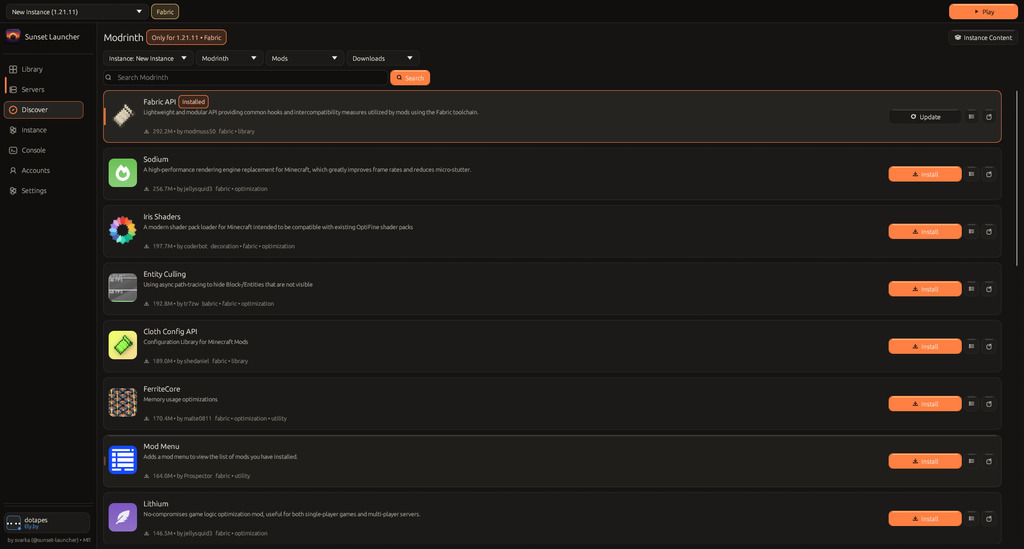 New Instance (1.21.11)
Fabric
Play
Sunset Launcher
Library
Servers
Discover
Instance
Console
Accounts
Settings
dotapes
Ely.by
by svarka (@sunset-launcher) • MIT
Modrinth
Only for 1.21.11 • Fabric
Instance Content
Instance: New Instance
Modrinth
Mods
Downloads
Search Modrinth
Search
Fabric API
Installed
Lightweight and modular API providing common hooks and intercompatibility measures utilized by mods using the Fabric toolchain.
292.2M • by modmuss50 fabric • library
Update
Sodium
A high-performance rendering engine replacement for Minecraft, which greatly improves frame rates and reduces micro-stutter.
256.7M • by jellysquid3 fabric • optimization
Install
Iris Shaders
A modern shader pack loader for Minecraft intended to be compatible with existing OptiFine shader packs
197.7M • by coderbot decoration • fabric • optimization
Install
Entity Culling
Using async path-tracing to hide Block-/Entities that are not visible
192.8M • by tr7zw babric • fabric • optimization
Install
Cloth Config API
Configuration Library for Minecraft Mods
189.0M • by shedaniel fabric • library
Install
FerriteCore
Memory usage optimizations
170.4M • by malte0811 fabric • optimization • utility
Install
Mod Menu
Adds a mod menu to view the list of mods you have installed.
164.0M • by Prospector fabric • utility
Install
Lithium
No-compromises game logic optimization mod, useful for both single-player games and multi-player servers.
146.5M • by jellysquid3 fabric • optimization
Install